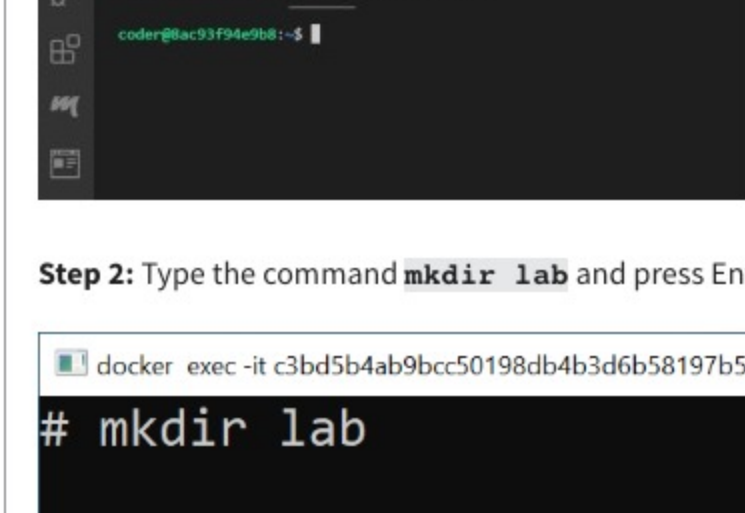 coder@8ac93f94e9b8:~$
Step 2: Type the command mkdir lab and press En
docker exec -it c3bd5b4ab9bcc50198db4b3d6b58197b5
# mkdir lab